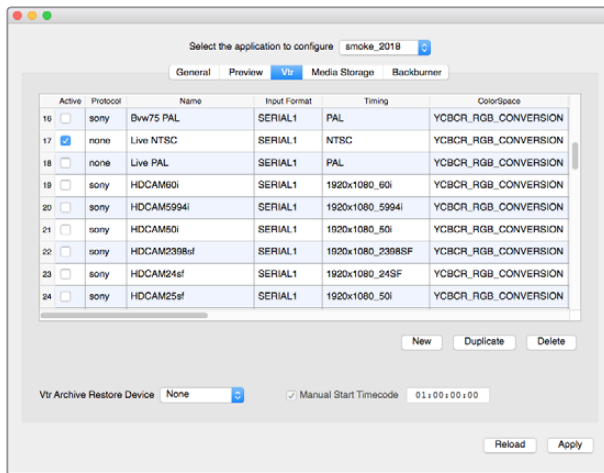 Select the application to configure smoke_2018
General Preview Vtr Media Storage Backburner
Active Protocol Name Input Format Timing ColorSpace
16 sony Bvw75 PAL SERIAL1 PAL YCBCR_RGB_CONVERSION
17 none Live NTSC SERIAL1 NTSC YCBCR_RGB_CONVERSION
18 none Live PAL SERIAL1 PAL YCBCR_RGB_CONVERSION
19 sony HDCAM60i SERIAL1 1920x1080_60i YCBCR_RGB_CONVERSION
20 sony HDCAM5994i SERIAL1 1920x1080_5994i YCBCR_RGB_CONVERSION
21 sony HDCAM50i SERIAL1 1920x1080_50i YCBCR_RGB_CONVERSION
22 sony HDCAM2398sf SERIAL1 1920x1080_2398SF YCBCR_RGB_CONVERSION
23 sony HDCAM24sf SERIAL1 1920x1080_24SF YCBCR_RGB_CONVERSION
24 sony HDCAM25sf SERIAL1 1920x1080_50i YCBCR_RGB_CONVERSION
New Duplicate Delete
Vtr Archive Restore Device None Manual Start Timecode 01:00:00:00
Reload Apply